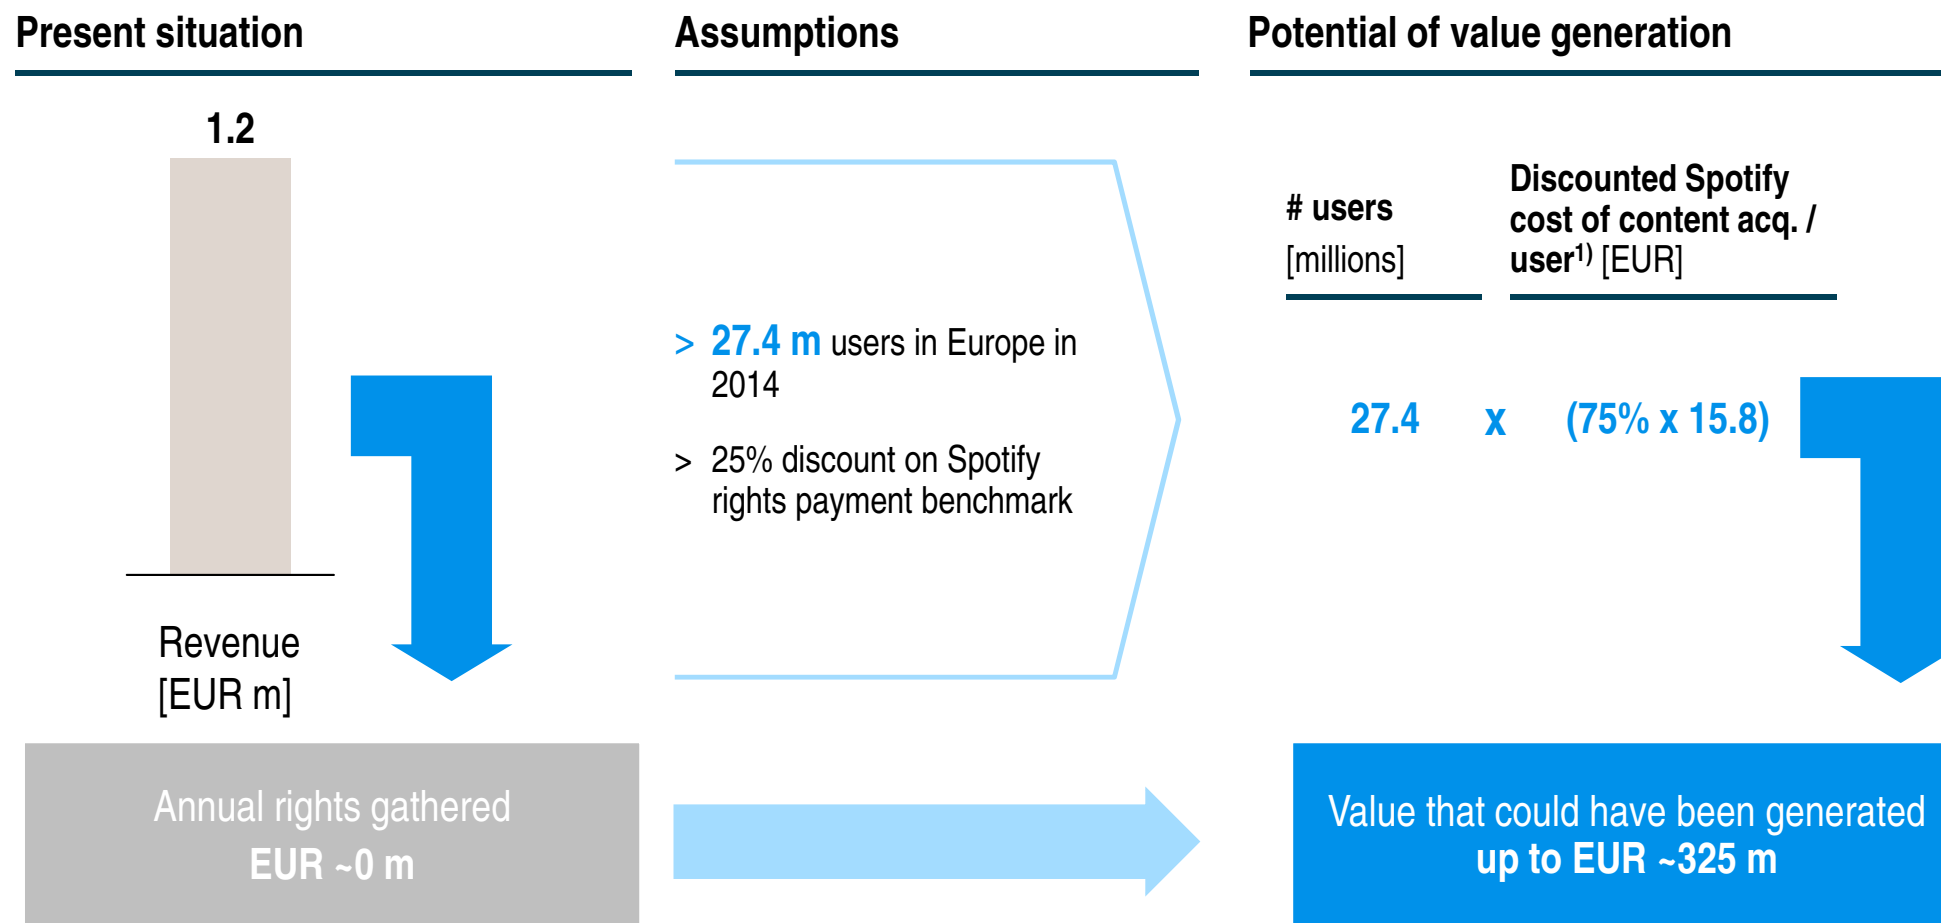 Present situation
1.2
Revenue
[EUR m]
Annual rights gathered
EUR ~0 m
Assumptions
> 27.4 m users in Europe in
2014
> 25% discount on Spotify
rights payment benchmark
Potential of value generation
# users
[millions]
Discounted Spotify
cost of content acq. /
user1) [EUR]
27.4 x (75% x 15.8)
Value that could have been generated
up to EUR ~325 m